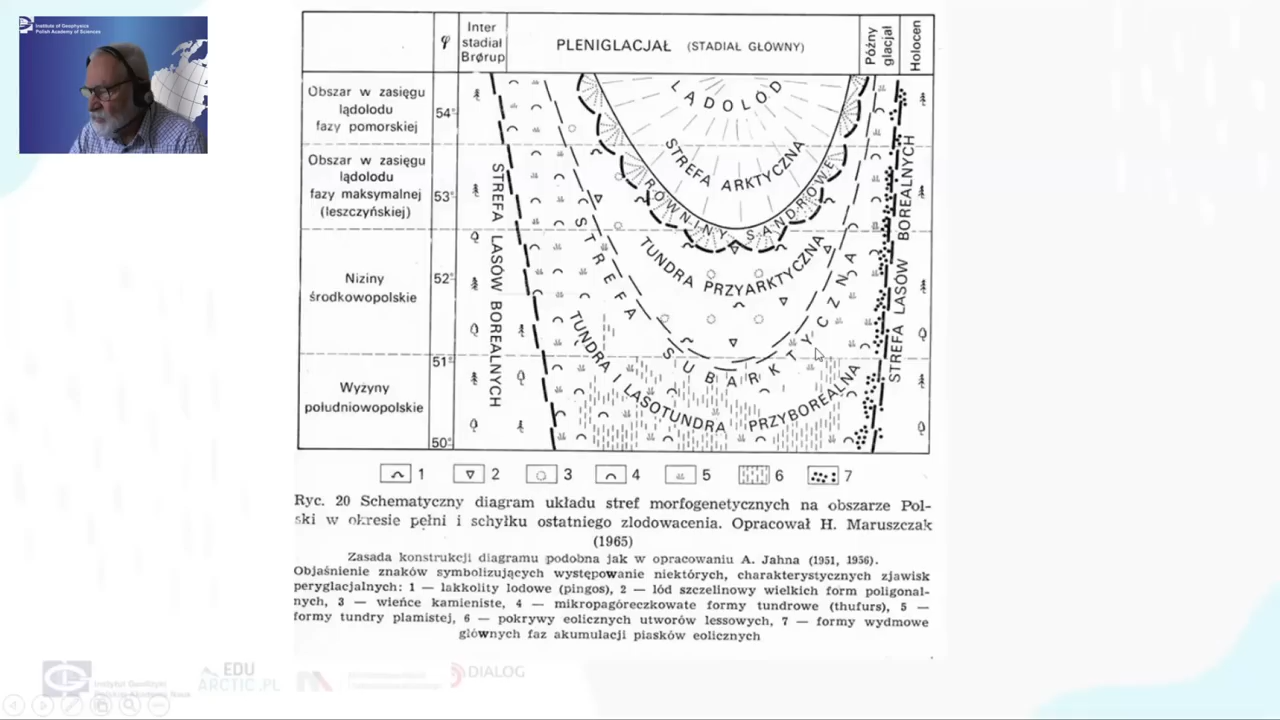 Institute of Geophysics
Polish Academy of Sciences
φ
Inter
stadial
Brørup
PLENIGLACJAŁ (STADIAŁ GŁÓWNY)
Późny
glacjał
Holocen
Obszar w zasięgu
lądolodu
fazy pomorskiej
54°
Obszar w zasięgu
lądolodu
fazy maksymalnej
(leszczyńskiej)
53°
Niziny
środkowopolskie
52°
51°
Wyżyny
południowopolskie
50°
STREFA LASÓW BOREALNYCH
LĄDOLÓD
STREFA ARKTYCZNA
RÓWNINY SANDROWE
TUNDRA PRZYARKTYCZNA
STREFA SUBARKTYCZNA
TUNDRA I LASOTUNDRA PRZYBOREALNA
STREFA LASÓW BOREALNYCH
1 2 3 4 5 6 7
Ryc. 20 Schematyczny diagram układu stref morfogenetycznych na obszarze Pol-
ski w okresie pełni i schyłku ostatniego zlodowacenia. Opracował H. Maruszczak
(1965)
Zasada konstrukcji diagramu podobna jak w opracowaniu A. Jahna (1951, 1956).
Objaśnienie znaków symbolizujących występowanie niektórych, charakterystycznych zjawisk
peryglacjalnych: 1 — lakkolity lodowe (pingos), 2 — lód szczelinowy wielkich form poligonal-
nych, 3 — wieńce kamieniste, 4 — mikropagóreczkowate formy tundrowe (thufurs), 5 —
formy tundry plamistej, 6 — pokrywy eolicznych utworów lessowych, 7 — formy wydmowe
głównych faz akumulacji piasków eolicznych
Instytut Geofizyki
Polskiej Akademii Nauk
EDU
ARCTIC.PL
DIALOG